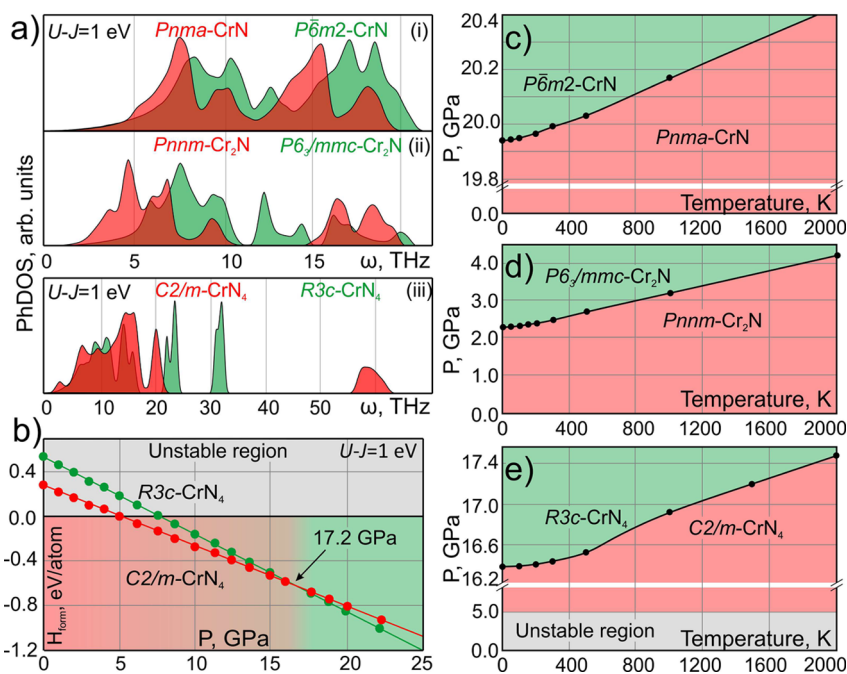 a)
U-J=1 eV
Pnma-CrN
P6̄m2-CrN
(i)
Pnnm-Cr₂N
P6₃/mmc-Cr₂N
(ii)
0
5
10
15
ω, THz
PhDOS, arb. units
U-J=1 eV
C2/m-CrN₄
R3c-CrN₄
(iii)
10
20
30
40
50
ω, THz
b)
Unstable region
U-J=1 eV
R3c-CrN₄
17.2 GPa
C2/m-CrN₄
0.4
0.0
-0.4
-0.8
-1.2
H form, eV/atom
P, GPa
0
5
10
15
20
25
c)
20.4
20.2
20.0
19.8
0.0
P, GPa
P6̄m2-CrN
Pnma-CrN
Temperature, K
0
400
800
1200
1600
2000
d)
4.0
3.0
2.0
1.0
0.0
P, GPa
P6₃/mmc-Cr₂N
Pnnm-Cr₂N
Temperature, K
0
400
800
1200
1600
2000
e)
17.4
17.0
16.6
16.2
5.0
0.0
P, GPa
R3c-CrN₄
C2/m-CrN₄
Unstable region
Temperature, K
0
400
800
1200
1600
2000